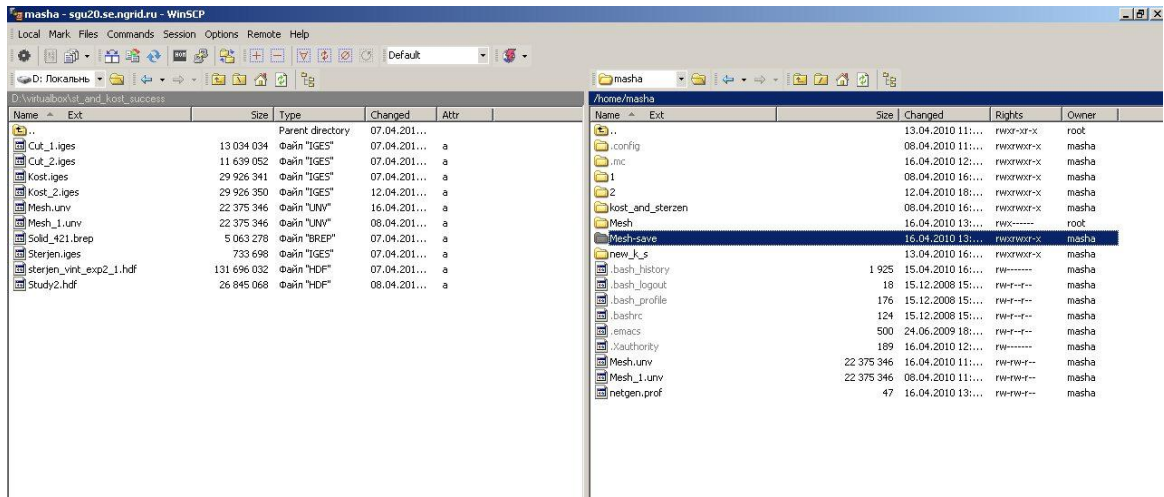 masha - sgu20.se.ngrid.ru - WinSCP
Local Mark Files Commands Session Options Remote Help
Default
D: Локальнь
masha
D:\virtualbox\st_and_kost_success
Name Ext Size Type Changed Attr
.. Parent directory 07.04.201...
Cut_1.iges 13 034 034 Файл "IGES" 07.04.201... a
Cut_2.iges 11 639 052 Файл "IGES" 07.04.201... a
Kost.iges 29 926 341 Файл "IGES" 07.04.201... a
Kost_2.iges 29 926 350 Файл "IGES" 12.04.201... a
Mesh.unv 22 375 346 Файл "UNV" 16.04.201... a
Mesh_1.unv 22 375 346 Файл "UNV" 08.04.201... a
Solid_421.brep 5 063 278 Файл "BREP" 07.04.201... a
Sterjen.iges 733 698 Файл "IGES" 07.04.201... a
sterjen_vint_exp2_1.hdf 131 696 032 Файл "HDF" 07.04.201... a
Study2.hdf 26 845 068 Файл "HDF" 08.04.201... a
/home/masha
Name Ext Size Changed Rights Owner
.. 13.04.2010 11:... rwxr-xr-x root
.config 08.04.2010 11:... rwxrwxr-x masha
.mc 16.04.2010 12:... rwxrwxr-x masha
1 08.04.2010 16:... rwxrwxr-x masha
2 12.04.2010 18:... rwxrwxr-x masha
kost_and_sterzen 08.04.2010 16:... rwxrwxr-x masha
Mesh 16.04.2010 13:... rwx------ root
Mesh-save 16.04.2010 13:... rwxrwxr-x masha
new_k_s 13.04.2010 16:... rwxrwxr-x masha
.bash_history 1 925 15.04.2010 16:... rw------- masha
.bash_logout 18 15.12.2008 15:... rw-r--r-- masha
.bash_profile 176 15.12.2008 15:... rw-r--r-- masha
.bashrc 124 15.12.2008 15:... rw-r--r-- masha
.emacs 500 24.06.2009 18:... rw-r--r-- masha
.Xauthority 189 16.04.2010 12:... rw------- masha
Mesh.unv 22 375 346 16.04.2010 11:... rw-rw-r-- masha
Mesh_1.unv 22 375 346 08.04.2010 11:... rw-rw-r-- masha
netgen.prof 47 16.04.2010 13:... rw-rw-r-- masha